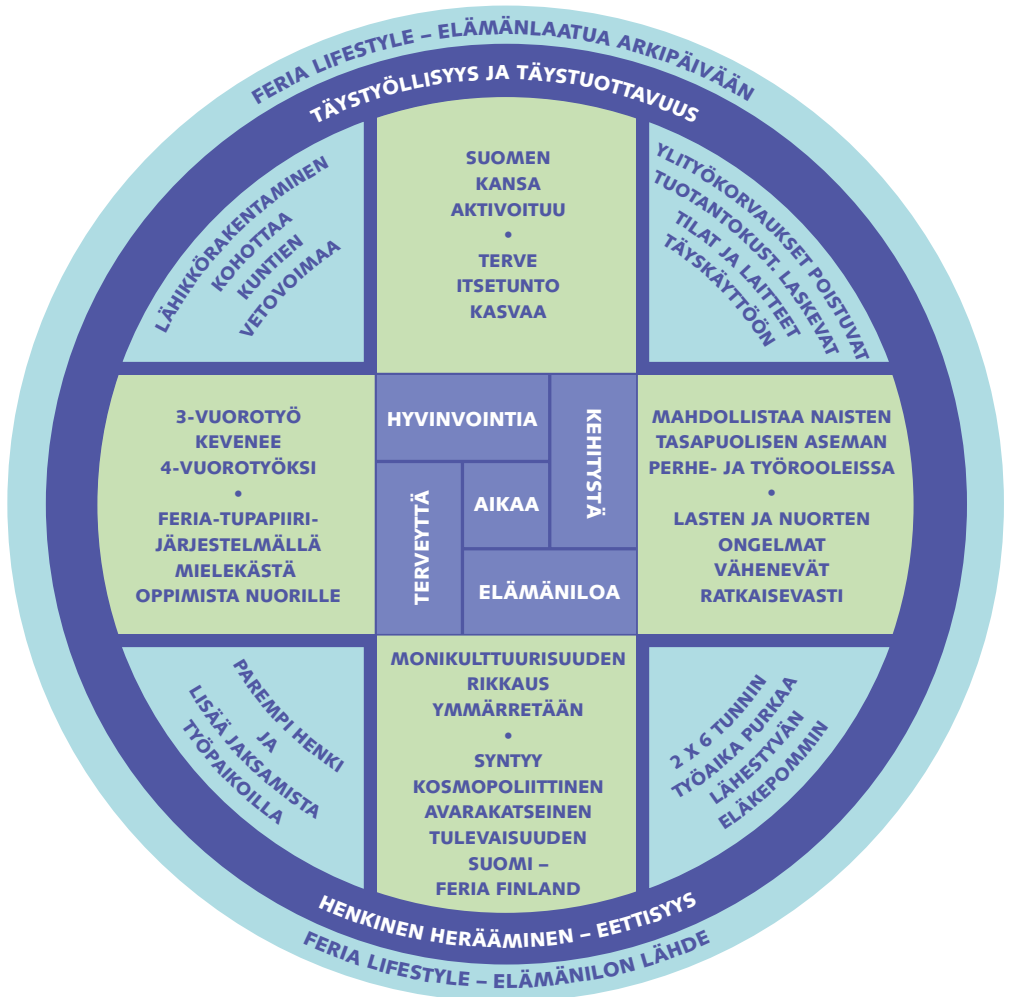 FERIA LIFESTYLE – ELÄMÄNLAATUA ARKIPÄIVÄÄN
TÄYSTYÖLLISYYS JA TÄYSTUOTTAVUUS
LÄHIKKÖRAKENTAMINEN
KOHOTTAA
KUNTIEN
VETOVOIMAA
SUOMEN
KANSA
AKTIVOITUU
•
TERVE
ITSETUNTO
KASVAA
YLITYÖKORVAUKSET POISTUVAT
TUOTANTOKUST. LASKEVAT
TILAT JA LAITTEET
TÄYSKÄYTTÖÖN
3-VUOROTYÖ
KEVENEE
4-VUOROTYÖKSI
•
FERIA-TUPAPIIRI-
JÄRJESTELMÄLLÄ
MIELEKÄSTÄ
OPPIMISTA NUORILLE
HYVINVOINTIA
KEHITYSTÄ
TERVEYTTÄ
AIKAA
ELÄMÄNILOA
MAHDOLLISTAA NAISTEN
TASAPUOLISEN ASEMAN
PERHE- JA TYÖROOLEISSA
•
LASTEN JA NUORTEN
ONGELMAT
VÄHENEVÄT
RATKAISEVASTI
PAREMPI HENKI
JA
LISÄÄ JAKSAMISTA
TYÖPAIKOILLA
MONIKULTTUURISUUDEN
RIKKAUS
YMMÄRRETÄÄN
•
SYNTYY
KOSMOPOLIITTINEN
AVARAKATSEINEN
TULEVAISUUDEN
SUOMI –
FERIA FINLAND
2 X 6 TUNNIN
TYÖAIKA PURKAA
LÄHESTYVÄN
ELÄKEPOMMIN
HENKINEN HERÄÄMINEN – EETTISYYS
FERIA LIFESTYLE – ELÄMÄNILON LÄHDE